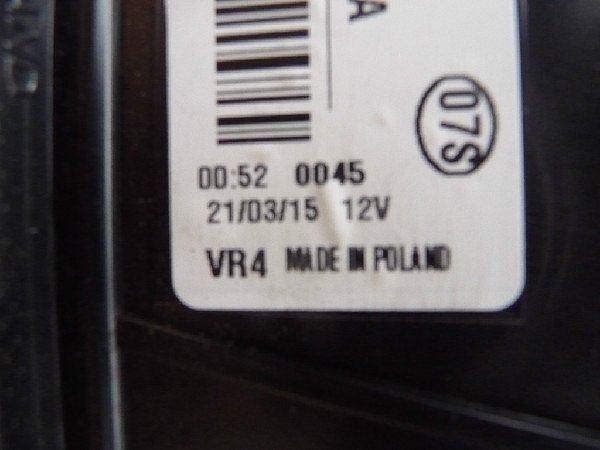 A
07S
00:52 0045
21/03/15 12V
VR4 MADE IN POLAND